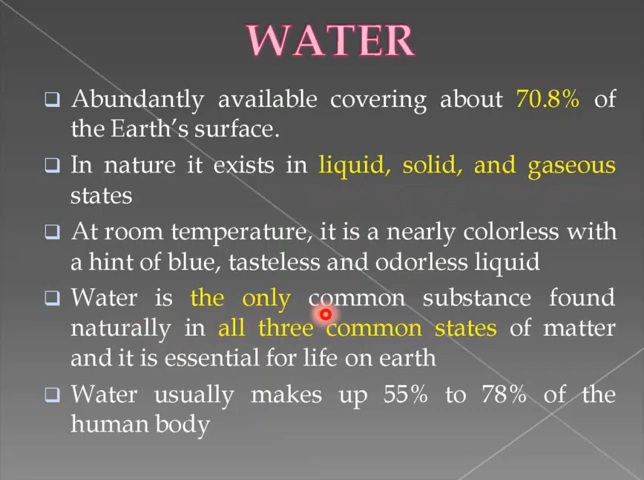 WATER
Abundantly available covering about 70.8% of
the Earth's surface.
In nature it exists in liquid, solid, and gaseous
states
At room temperature, it is a nearly colorless with
a hint of blue, tasteless and odorless liquid
Water is the only common substance found
naturally in all three common states of matter
and it is essential for life on earth
Water usually makes up 55% to 78% of the
human body